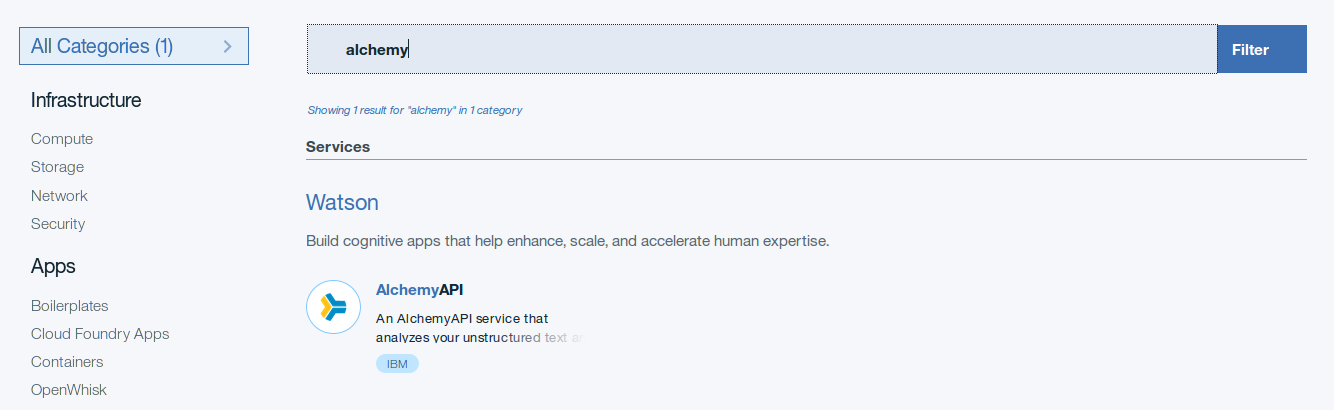 All Categories (1)
alchemy
Filter
Infrastructure
Compute
Storage
Network
Security
Apps
Boilerplates
Cloud Foundry Apps
Containers
OpenWhisk
Showing 1 result for "alchemy" in 1 category
Services
Watson
Build cognitive apps that help enhance, scale, and accelerate human expertise.
AlchemyAPI
An AlchemyAPI service that
analyzes your unstructured text
IBM